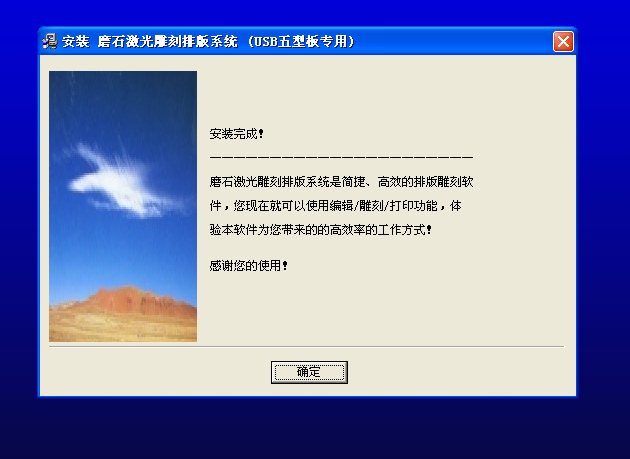 安装 磨石激光雕刻排版系统 (USB五型板专用)
安装完成!
————————————————————————
磨石激光雕刻排版系统是简捷、高效的排版雕刻软
件，您现在就可以使用编辑/雕刻/打印功能，体
验本软件为您带来的的高效率的工作方式!
感谢您的使用!
确定